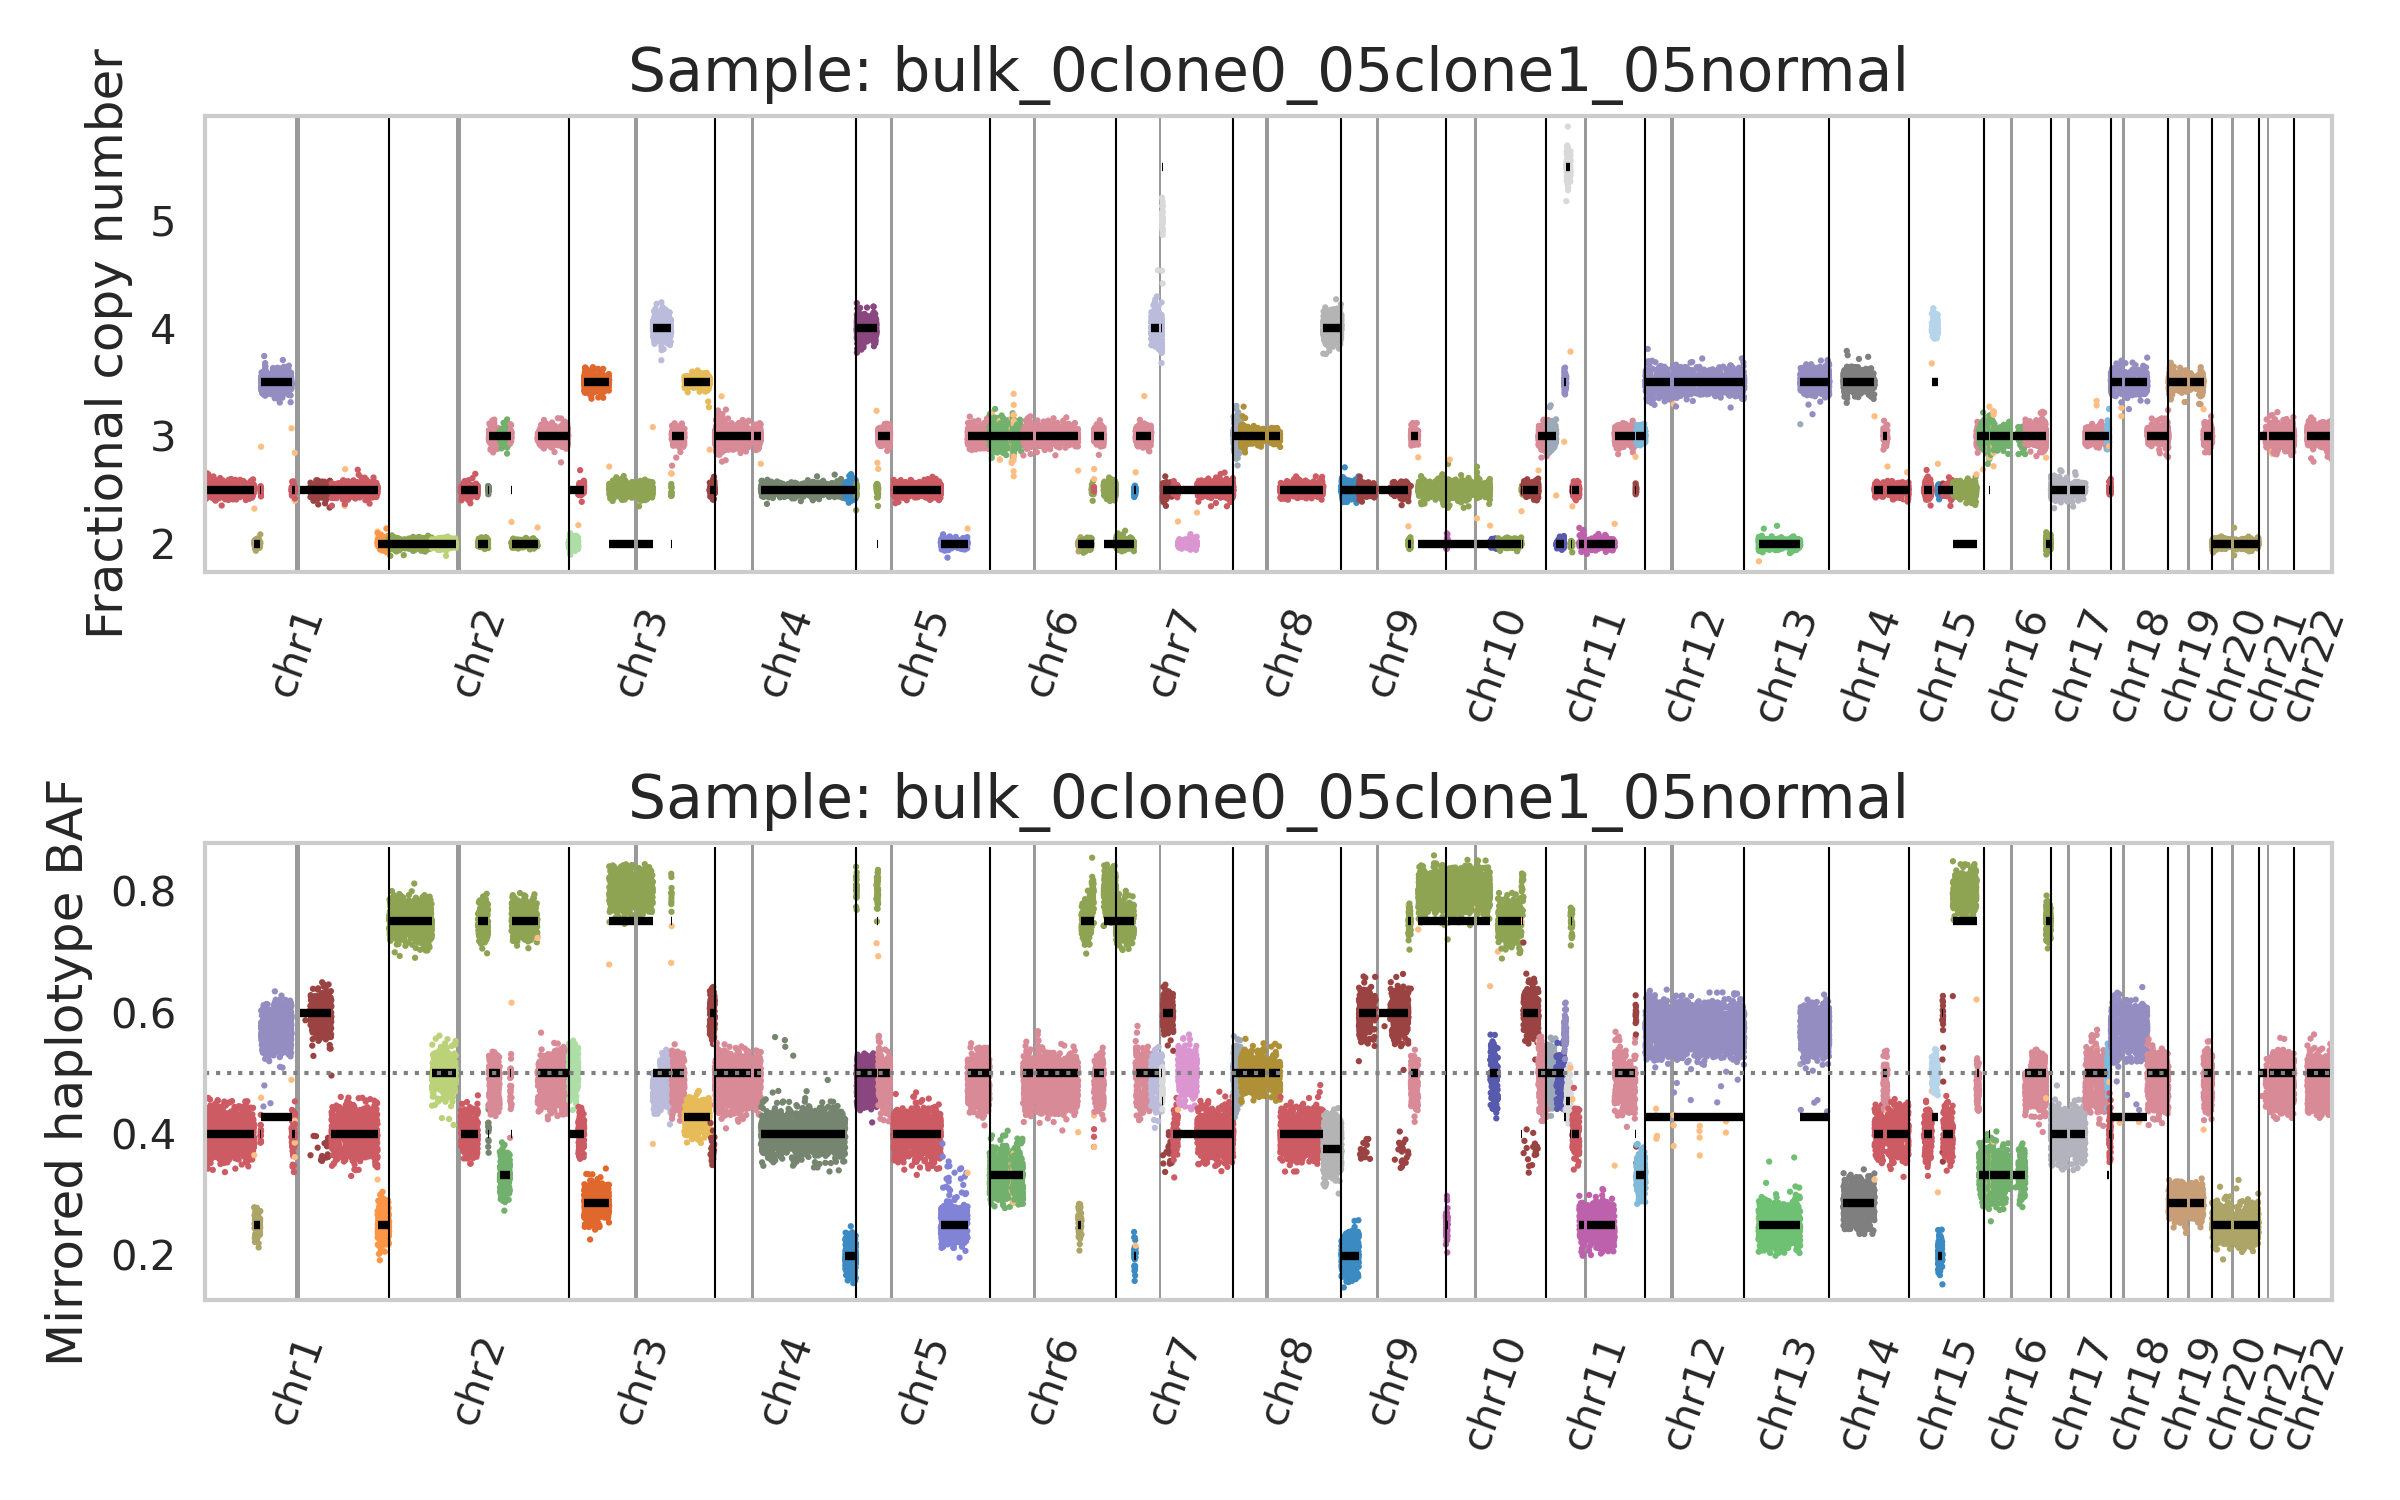 Sample: bulk_0clone0_05clone1_05normal
Fractional copy number
5
4
3
2
chr1
chr2
chr3
chr4
chr5
chr6
chr7
chr8
chr9
chr10
chr11
chr12
chr13
chr14
chr15
chr16
chr17
chr18
chr19
chr20
chr21
chr22
Sample: bulk_0clone0_05clone1_05normal
Mirrored haplotype BAF
0.8
0.6
0.4
0.2
chr1
chr2
chr3
chr4
chr5
chr6
chr7
chr8
chr9
chr10
chr11
chr12
chr13
chr14
chr15
chr16
chr17
chr18
chr19
chr20
chr21
chr22